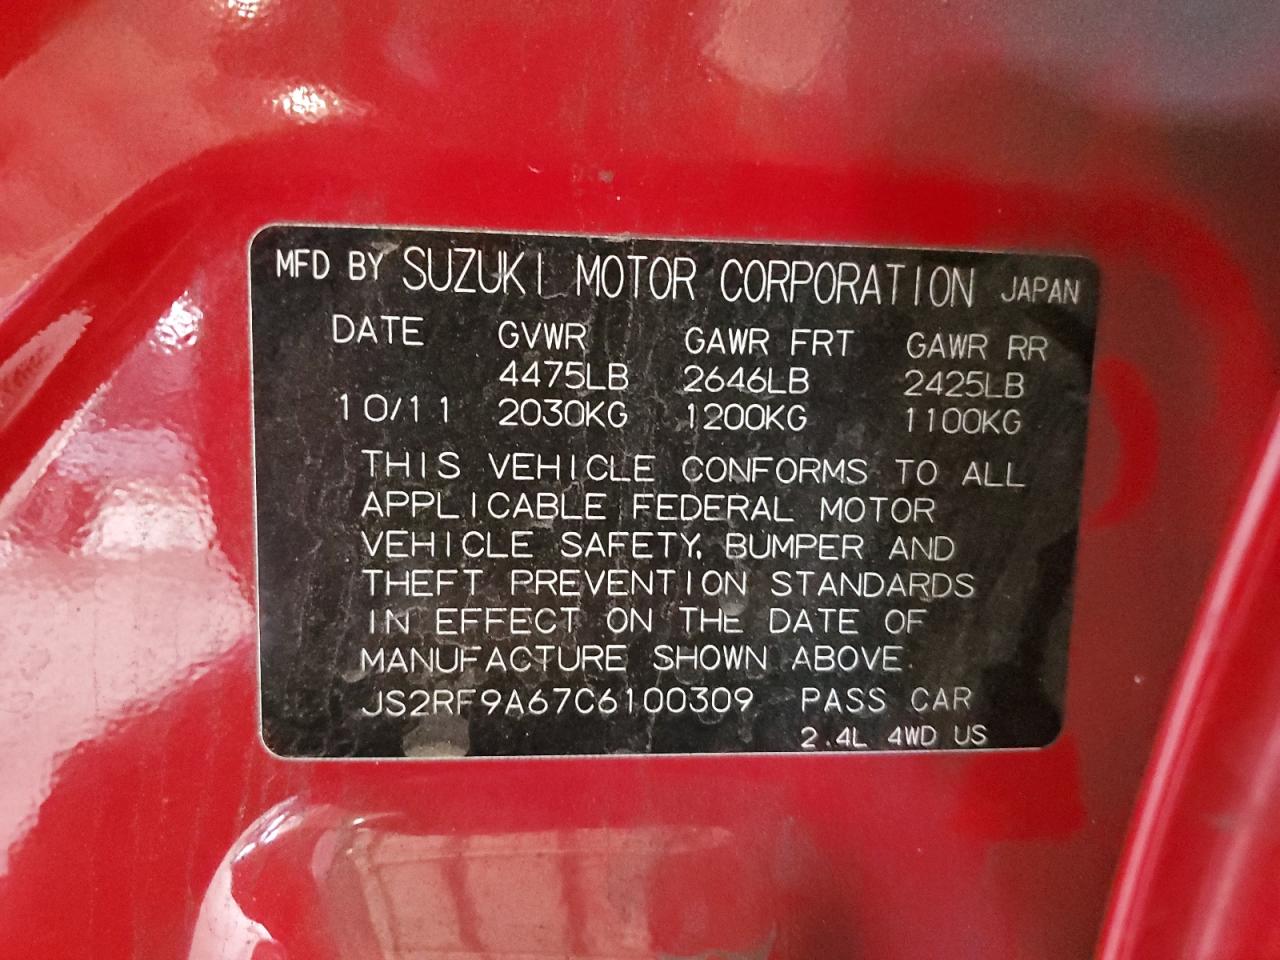 MFD BY SUZUKI MOTOR CORPORATION JAPAN
DATE GVWR GAWR FRT GAWR RR
4475LB 2646LB 2425LB
10/11 2030KG 1200KG 1100KG
THIS VEHICLE CONFORMS TO ALL
APPLICABLE FEDERAL MOTOR
VEHICLE SAFETY, BUMPER AND
THEFT PREVENTION STANDARDS
IN EFFECT ON THE DATE OF
MANUFACTURE SHOWN ABOVE.
JS2RF9A67C6100309 PASS CAR
2.4L 4WD US